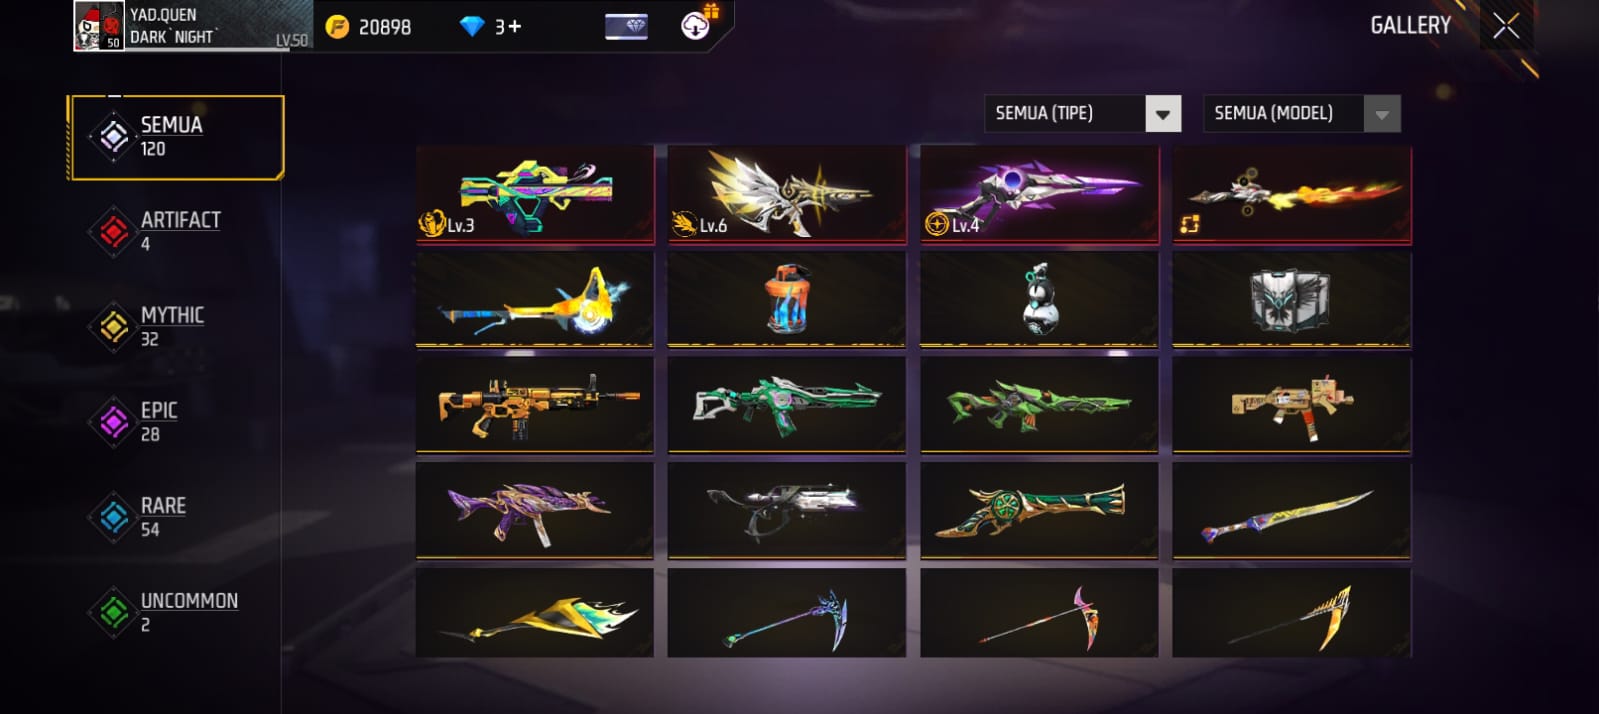 YAD.QUEN
DARK`NIGHT`
50
LV.50
20898
3+
GALLERY
SEMUA (TIPE)
SEMUA (MODEL)
SEMUA
120
ARTIFACT
4
MYTHIC
32
EPIC
28
RARE
54
UNCOMMON
2
Lv.3
Lv.6
Lv.4